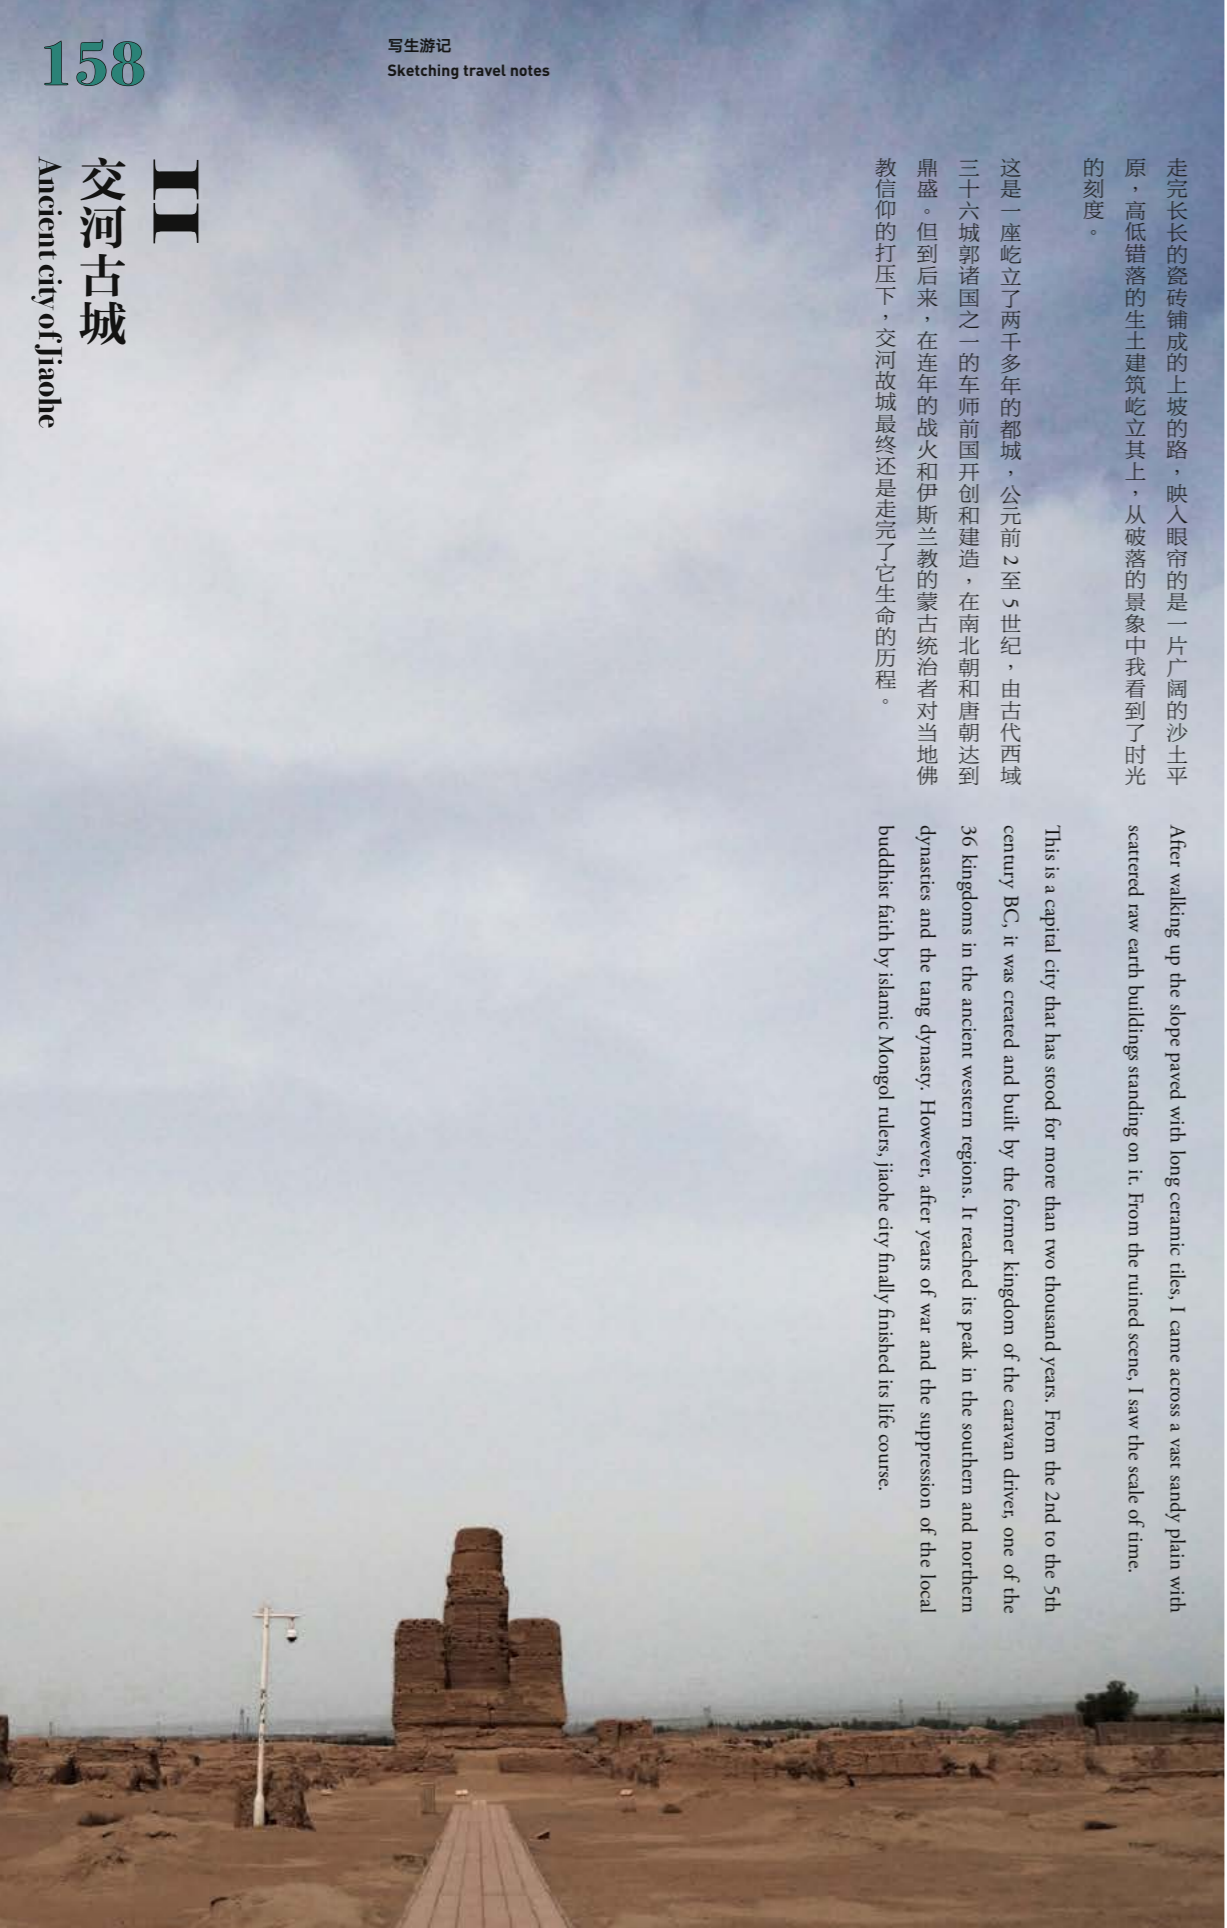 158
写生游记
Sketching travel notes
II
交河古城
Ancient city of Jiaohe
走完长长的瓷砖铺成的上坡的路，映入眼帘的是一片广阔的沙土平
原，高低错落的生土建筑屹立其上，从破落的景象中我看到了时光
的刻度。
这是一座屹立了两千多年的都城，公元前 2 至 5 世纪，由古代西域
三十六城郭诸国之一的车师前国开创和建造，在南北朝和唐朝达到
鼎盛。但到后来，在连年的战火和伊斯兰教的蒙古统治者对当地佛
教信仰的打压下，交河故城最终还是走完了它生命的历程。
After walking up the slope paved with long ceramic tiles, I came across a vast sandy plain with
scattered raw earth buildings standing on it. From the ruined scene, I saw the scale of time.
This is a capital city that has stood for more than two thousand years. From the 2nd to the 5th
century BC, it was created and built by the former kingdom of the caravan driver, one of the
36 kingdoms in the ancient western regions. It reached its peak in the southern and northern
dynasties and the tang dynasty. However, after years of war and the suppression of the local
buddhist faith by islamic Mongol rulers, jiaohe city finally finished its life course.